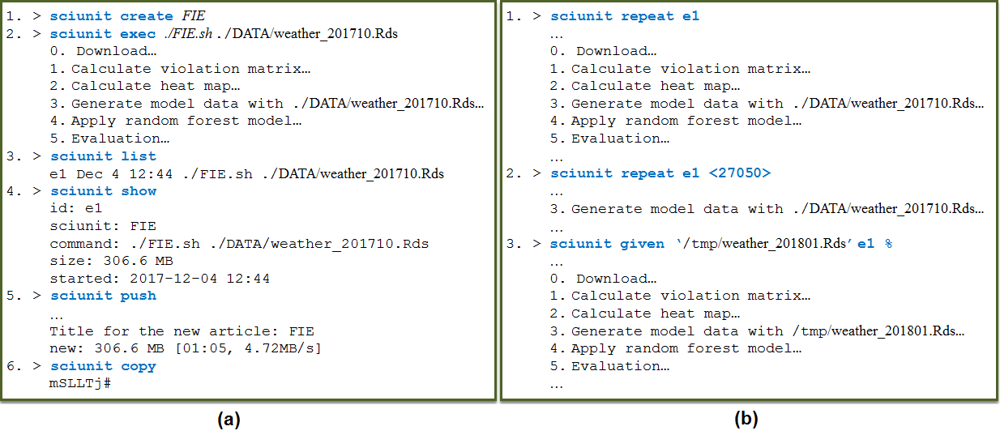 1. > sciunit create FIE
2. > sciunit exec ./FIE.sh ./DATA/weather_201710.Rds
0. Download…
1. Calculate violation matrix…
2. Calculate heat map…
3. Generate model data with ./DATA/weather_201710.Rds…
4. Apply random forest model…
5. Evaluation…
3. > sciunit list
e1 Dec 4 12:44 ./FIE.sh ./DATA/weather_201710.Rds
4. > sciunit show
id: e1
sciunit: FIE
command: ./FIE.sh ./DATA/weather_201710.Rds
size: 306.6 MB
started: 2017-12-04 12:44
5. > sciunit push
…
Title for the new article: FIE
new: 306.6 MB [01:05, 4.72MB/s]
6. > sciunit copy
mSLLTj#
(a)
1. > sciunit repeat e1
…
0. Download…
1. Calculate violation matrix…
2. Calculate heat map…
3. Generate model data with ./DATA/weather_201710.Rds…
4. Apply random forest model…
5. Evaluation…
…
2. > sciunit repeat e1 <27050>
…
3. Generate model data with ./DATA/weather_201710.Rds…
…
3. > sciunit given ‘/tmp/weather_201801.Rds’ e1 %
…
0. Download…
1. Calculate violation matrix…
2. Calculate heat map…
3. Generate model data with /tmp/weather_201801.Rds…
4. Apply random forest model…
5. Evaluation…
…
(b)